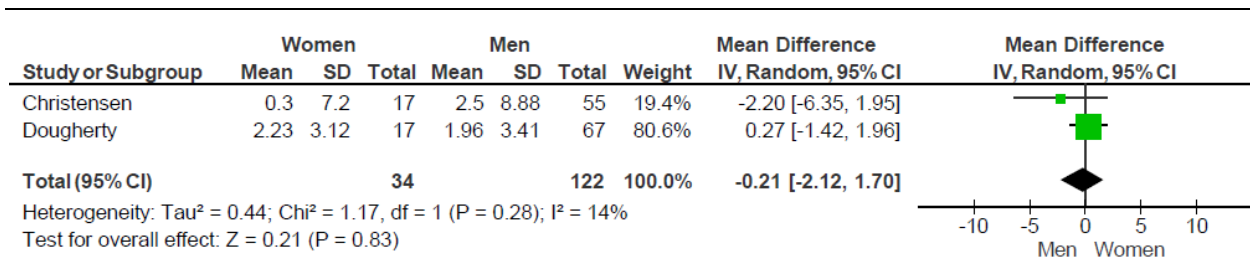 Women Men Mean Difference Mean Difference
Study or Subgroup Mean SD Total Mean SD Total Weight IV, Random, 95% CI IV, Random, 95% CI
Christensen 0.3 7.2 17 2.5 8.88 55 19.4% -2.20 [-6.35, 1.95]
Dougherty 2.23 3.12 17 1.96 3.41 67 80.6% 0.27 [-1.42, 1.96]
Total (95% CI) 34 122 100.0% -0.21 [-2.12, 1.70]
Heterogeneity: Tau² = 0.44; Chi² = 1.17, df = 1 (P = 0.28); I² = 14%
Test for overall effect: Z = 0.21 (P = 0.83)
-10 -5 0 5 10
Men Women